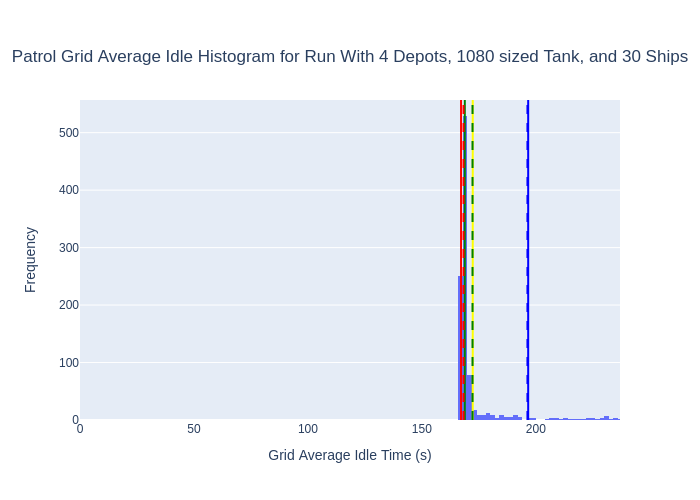 Patrol Grid Average Idle Histogram for Run With 4 Depots, 1080 sized Tank, and 30 Ships
500
400
300
200
100
0
0 50 100 150 200
Frequency
Grid Average Idle Time (s)